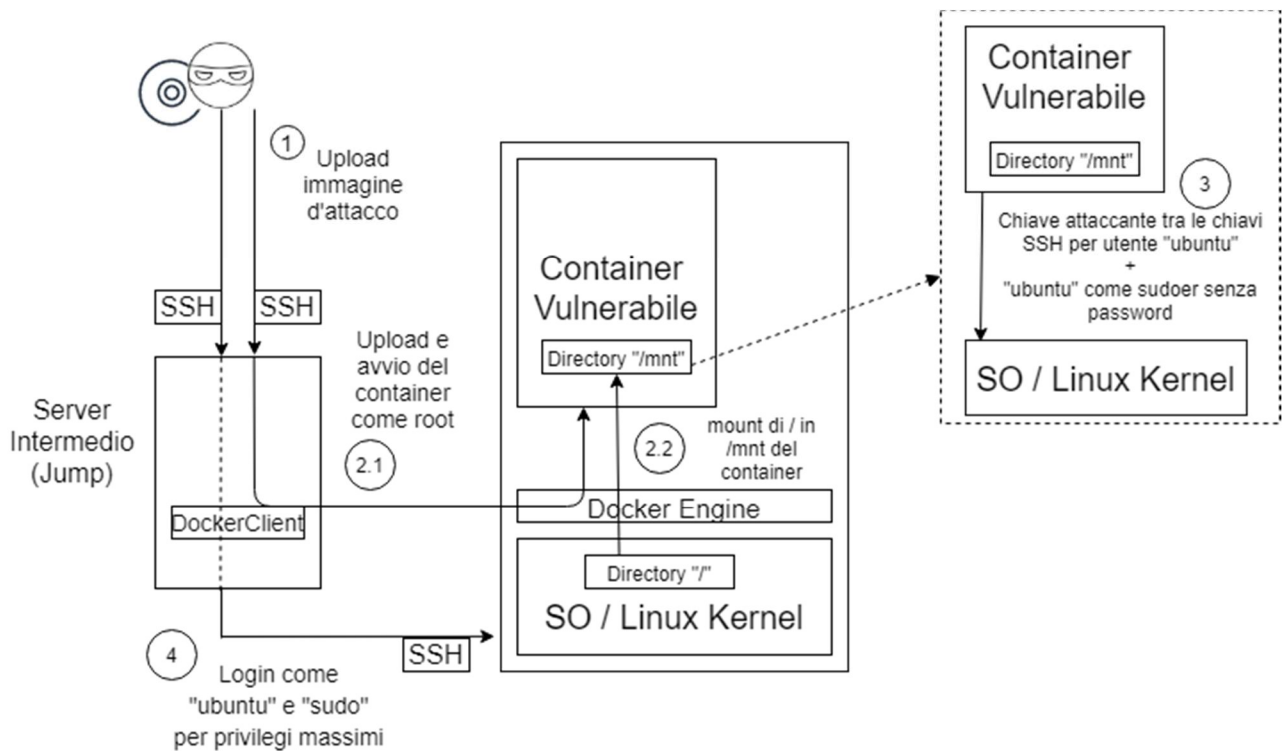 1
Upload
immagine
d'attacco
SSH
SSH
Server
Intermedio
(Jump)
DockerClient
Upload e
avvio del
container
come root
2.1
Container
Vulnerabile
Directory "/mnt"
2.2
mount di / in
/mnt del
container
Docker Engine
Directory "/"
SO / Linux Kernel
Container
Vulnerabile
Directory "/mnt"
3
Chiave attaccante tra le chiavi
SSH per utente "ubuntu"
+
"ubuntu" come sudoer senza
password
SO / Linux Kernel
4
SSH
Login come
"ubuntu" e "sudo"
per privilegi massimi